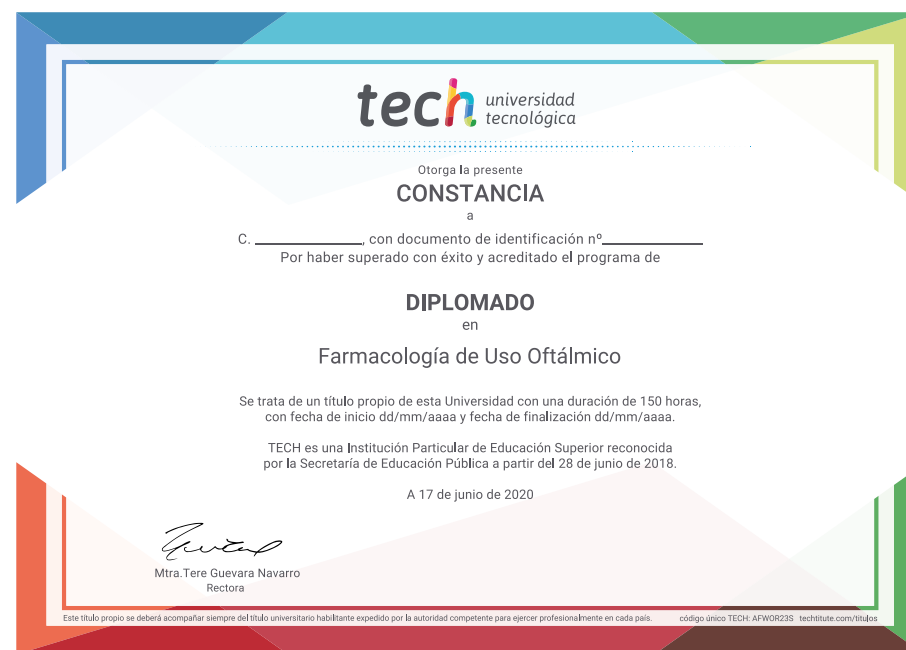 tech universidad
tecnológica
Otorga la presente
CONSTANCIA
a
C. ______________, con documento de identificación nº_____________
Por haber superado con éxito y acreditado el programa de
DIPLOMADO
en
Farmacología de Uso Oftálmico
Se trata de un título propio de esta Universidad con una duración de 150 horas,
con fecha de inicio dd/mm/aaaa y fecha de finalización dd/mm/aaaa.
TECH es una Institución Particular de Educación Superior reconocida
por la Secretaría de Educación Pública a partir del 28 de junio de 2018.
A 17 de junio de 2020
Mtra.Tere Guevara Navarro
Rectora
Este título propio se deberá acompañar siempre del título universitario habilitante expedido por la autoridad competente para ejercer profesionalmente en cada país. código único TECH: AFWOR23S techtitute.com/titulos